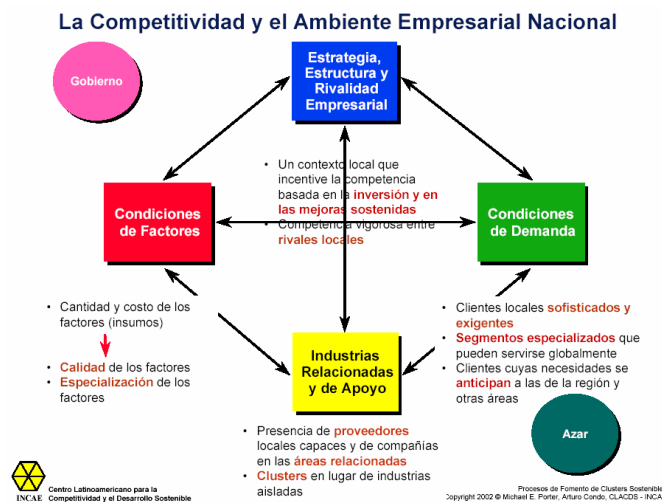 La Competitividad y el Ambiente Empresarial Nacional
Gobierno
Estrategia,
Estructura y
Rivalidad
Empresarial
• Un contexto local que
incentive la competencia
basada en la inversión y en
las mejoras sostenidas
• Competencia vigorosa entre
rivales locales
Condiciones
de Factores
Condiciones
de Demanda
• Cantidad y costo de los
factores (insumos)
• Calidad de los factores
• Especialización de los
factores
Industrias
Relacionadas
y de Apoyo
• Clientes locales sofisticados y
exigentes
• Segmentos especializados que
pueden servirse globalmente
• Clientes cuyas necesidades se
anticipan a las de la región y
otras áreas
• Presencia de proveedores
locales capaces y de compañías
en las áreas relacionadas
• Clusters en lugar de industrias
aisladas
Azar
INCAE
Centro Latinoamericano para la
Competitividad y el Desarrollo Sostenible
Procesos de Fomento de Clusters Sostenible
Copyright 2002 © Michael E. Porter, Arturo Condo, CLACDS - INCA